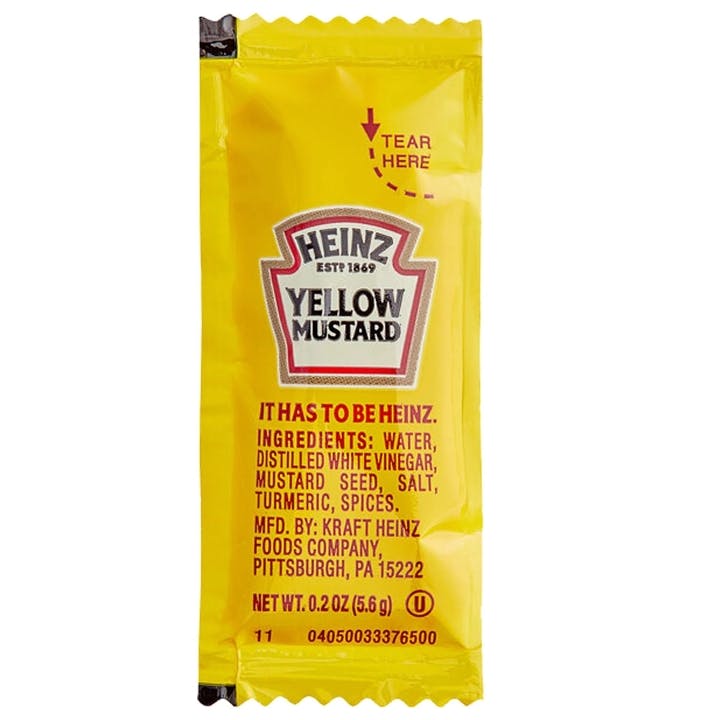 TEAR
HERE
HEINZ
ESTD 1869
YELLOW
MUSTARD
IT HAS TO BE HEINZ.
INGREDIENTS: WATER,
DISTILLED WHITE VINEGAR,
MUSTARD SEED, SALT,
TURMERIC, SPICES.
MFD. BY: KRAFT HEINZ
FOODS COMPANY,
PITTSBURGH, PA 15222
NET WT. 0.2 OZ (5.6 g) U
11 04050033376500